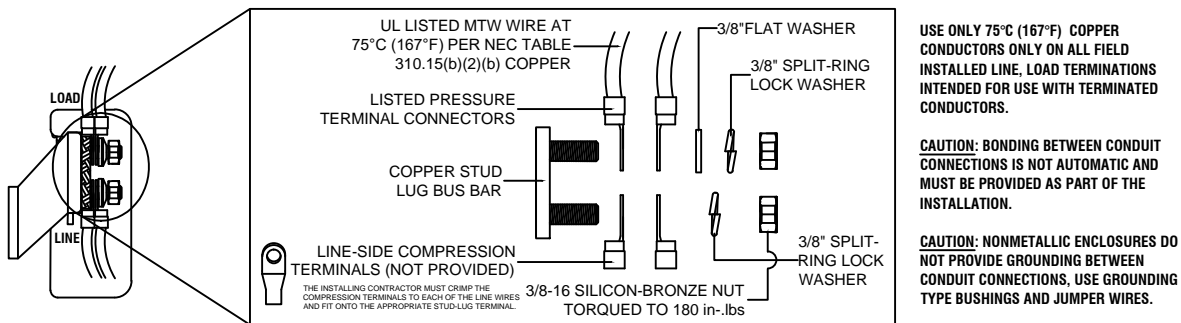 UL LISTED MTW WIRE AT
75°C (167°F) PER NEC TABLE
310.15(b)(2)(b) COPPER
3/8"FLAT WASHER
3/8" SPLIT-RING
LOCK WASHER
LOAD
LISTED PRESSURE
TERMINAL CONNECTORS
COPPER STUD
LUG BUS BAR
LINE
LINE-SIDE COMPRESSION
TERMINALS (NOT PROVIDED)
THE INSTALLING CONTRACTOR MUST CRIMP THE
COMPRESSION TERMINALS TO EACH OF THE LINE WIRES
AND FIT ONTO THE APPROPRIATE STUD-LUG TERMINAL.
3/8" SPLIT-
RING LOCK
WASHER
3/8-16 SILICON-BRONZE NUT
TORQUED TO 180 in-.lbs
USE ONLY 75°C (167°F) COPPER
CONDUCTORS ONLY ON ALL FIELD
INSTALLED LINE, LOAD TERMINATIONS
INTENDED FOR USE WITH TERMINATED
CONDUCTORS.
CAUTION: BONDING BETWEEN CONDUIT
CONNECTIONS IS NOT AUTOMATIC AND
MUST BE PROVIDED AS PART OF THE
INSTALLATION.
CAUTION: NONMETALLIC ENCLOSURES DO
NOT PROVIDE GROUNDING BETWEEN
CONDUIT CONNECTIONS, USE GROUNDING
TYPE BUSHINGS AND JUMPER WIRES.